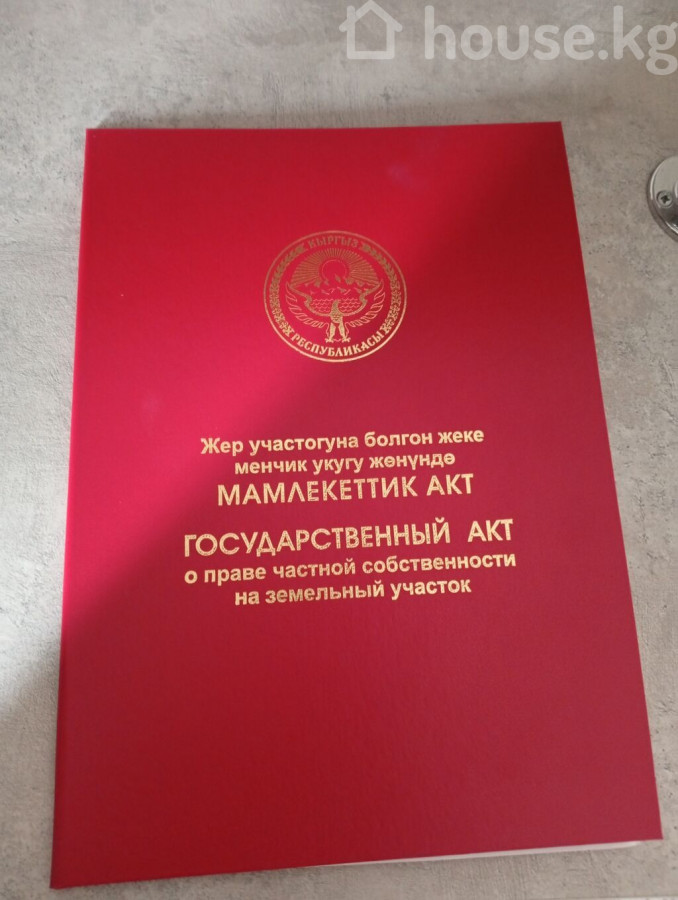 house.kg
КЫРГЫЗ
РЕСПУБЛИКАСЫ
Жер участогуна болгон жеке
менчик укугу жөнүндө
МАМЛЕКЕТТИК АКТ
ГОСУДАРСТВЕННЫЙ АКТ
о праве частной собственности
на земельный участок